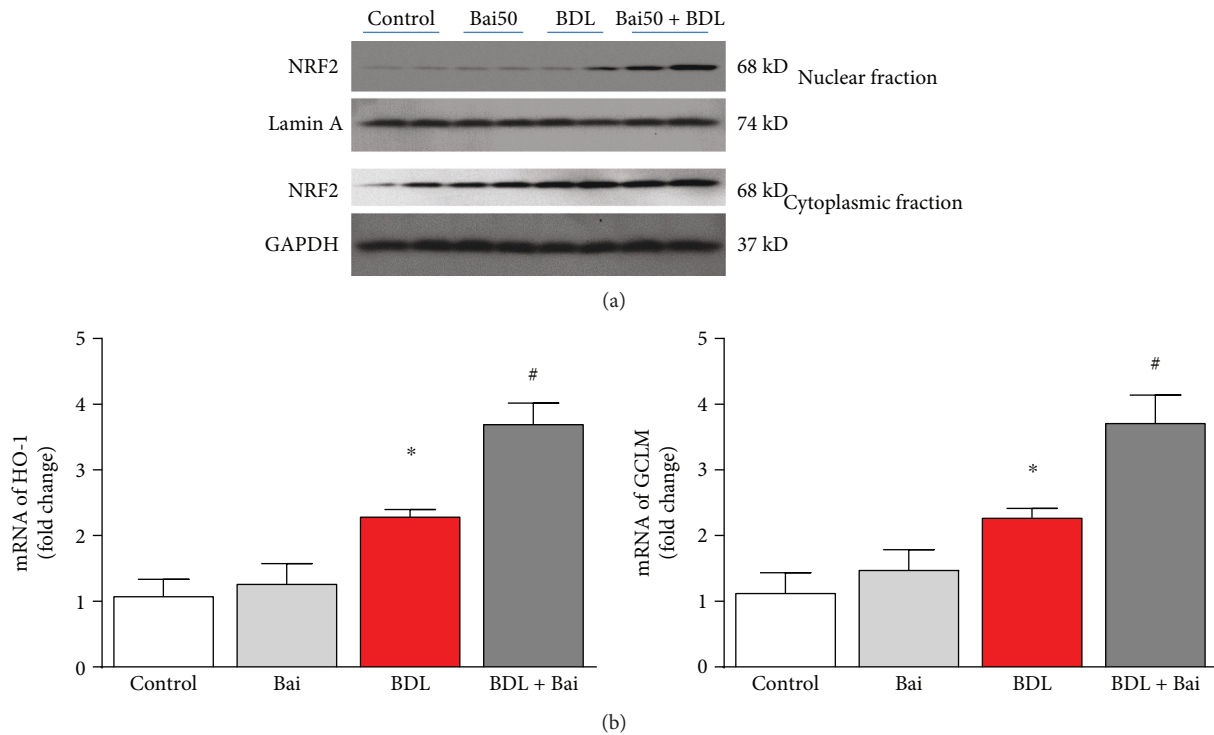 Control Bai50 BDL Bai50 + BDL
NRF2 68 kD Nuclear fraction
Lamin A 74 kD
NRF2 68 kD Cytoplasmic fraction
GAPDH 37 kD
(a)
mRNA of HO-1
(fold change)
5
4
3
2
1
0
*
#
Control Bai BDL BDL + Bai
mRNA of GCLM
(fold change)
5
4
3
2
1
0
*
#
Control Bai BDL BDL + Bai
(b)